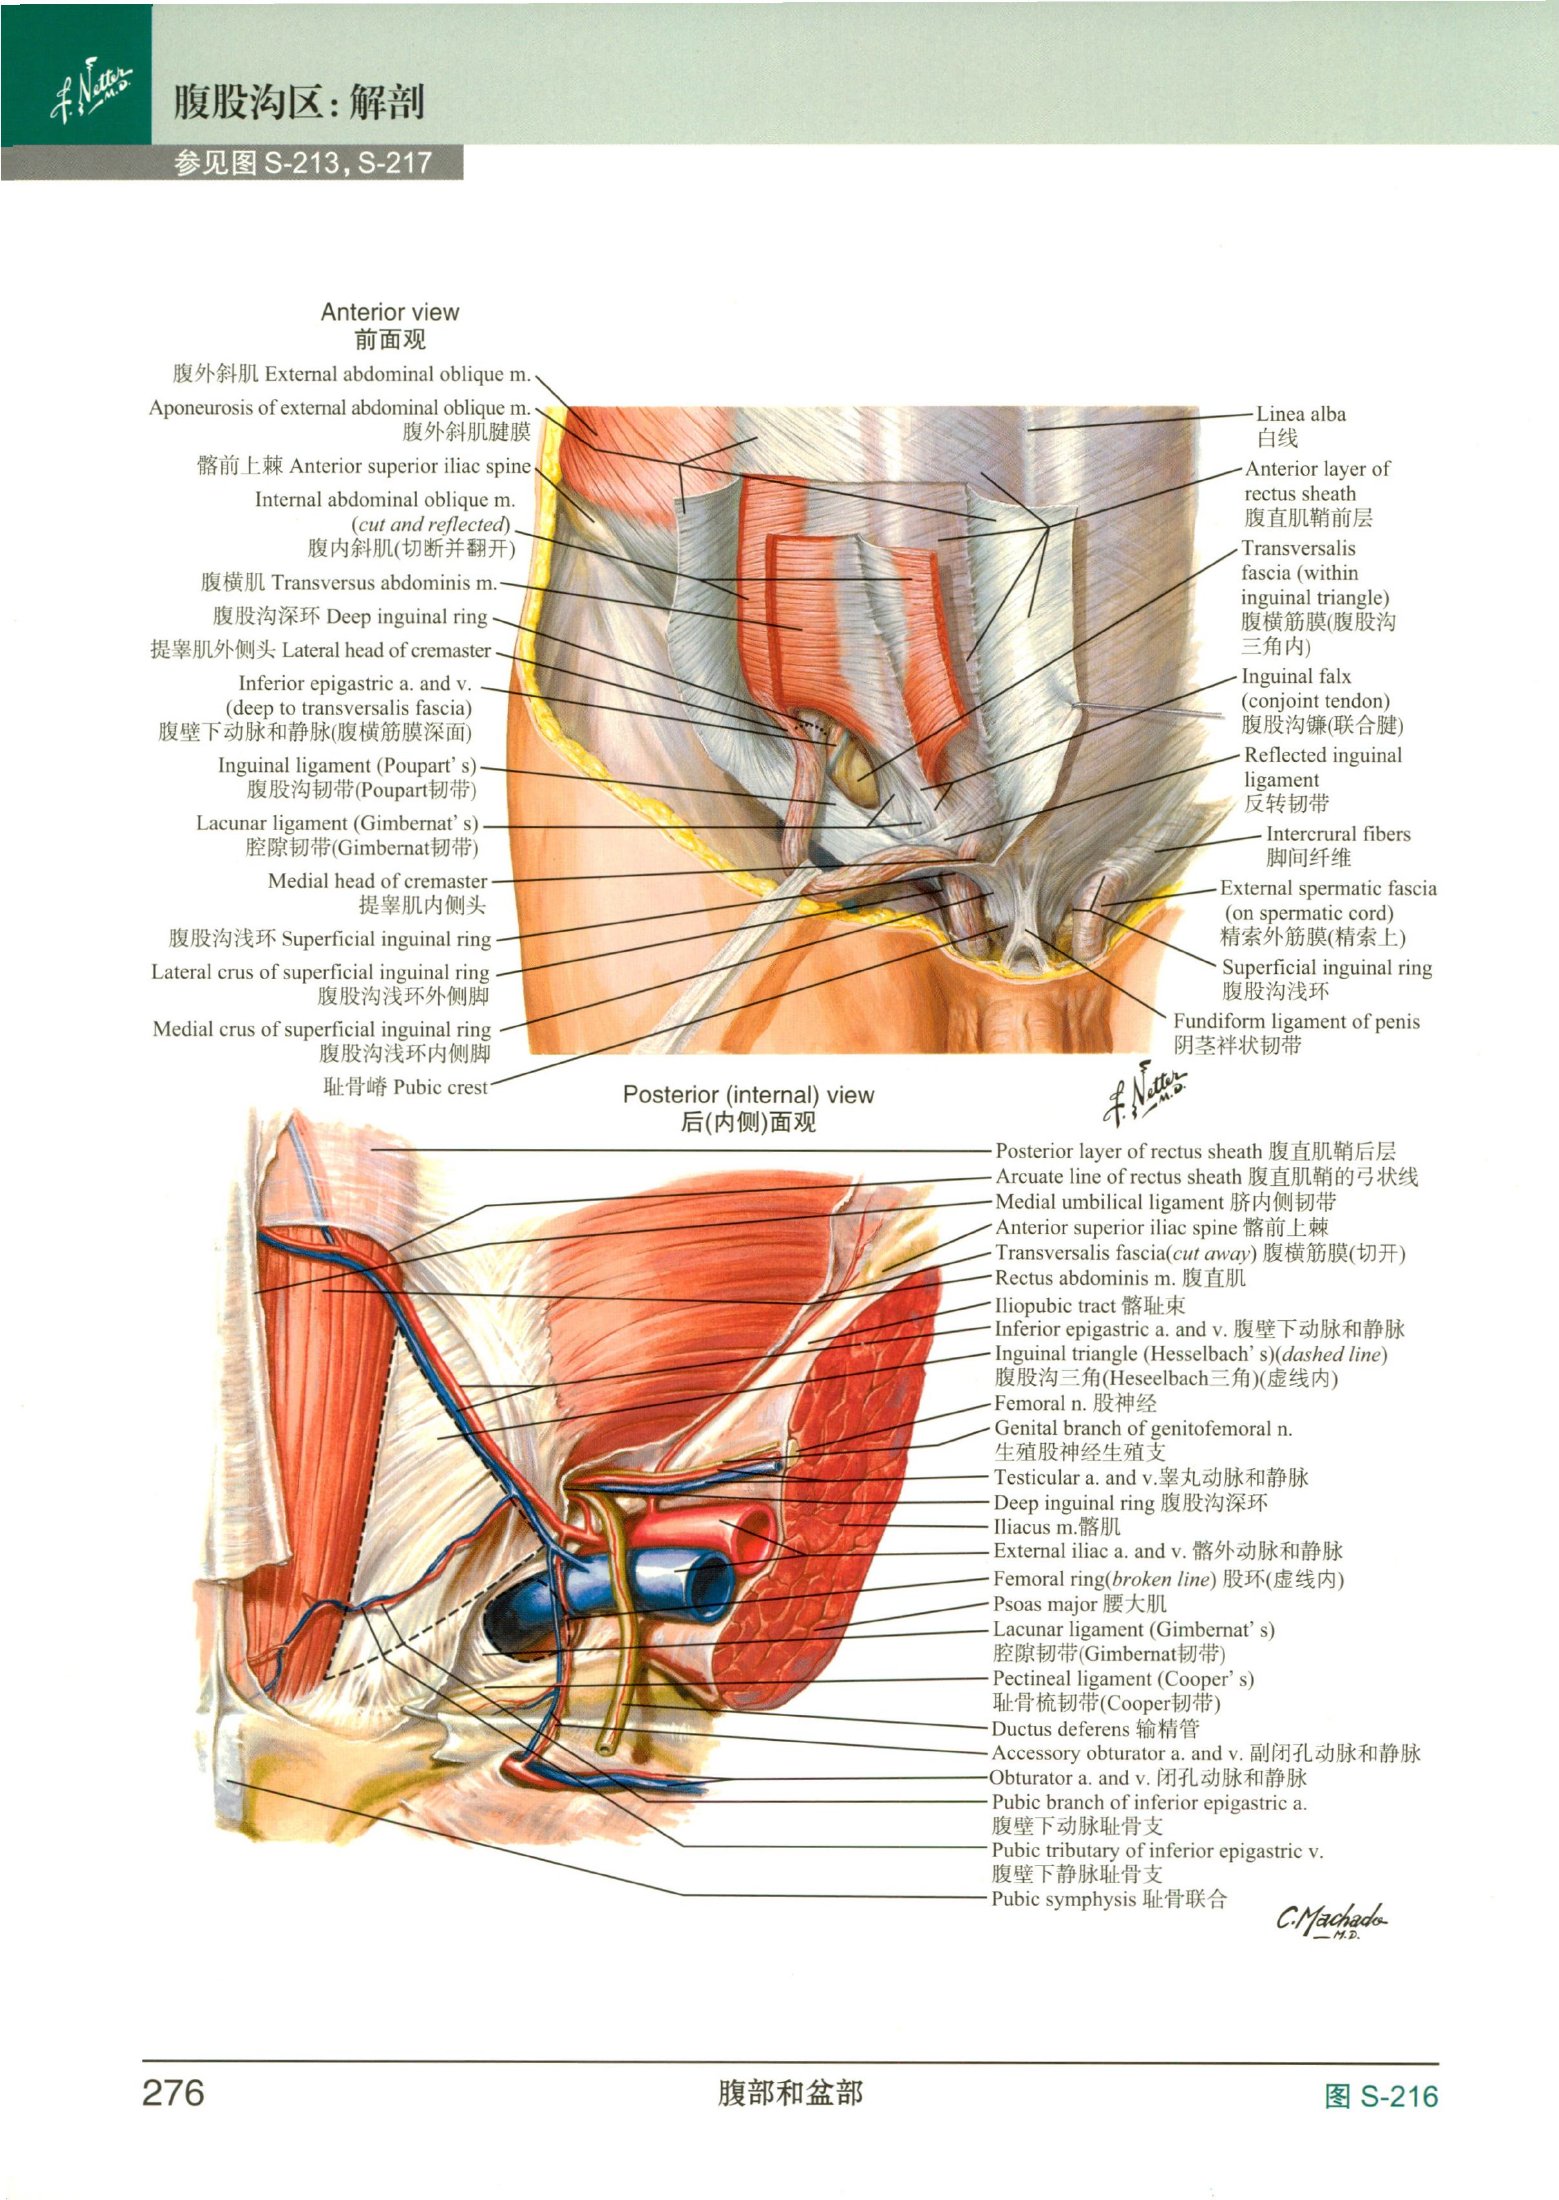 F. Netter M.D.
腹股沟区：解剖
参见图 S-213, S-217
Anterior view
前面观
腹外斜肌 External abdominal oblique m.
Aponeurosis of external abdominal oblique m.
腹外斜肌腱膜
髂前上棘 Anterior superior iliac spine
Internal abdominal oblique m.
(cut and reflected)
腹内斜肌(切断并翻开)
腹横肌 Transversus abdominis m.
腹股沟深环 Deep inguinal ring
提睾肌外侧头 Lateral head of cremaster
Inferior epigastric a. and v.
(deep to transversalis fascia)
腹壁下动脉和静脉(腹横筋膜深面)
Inguinal ligament (Poupart' s)
腹股沟韧带(Poupart韧带)
Lacunar ligament (Gimbernat' s)
腔隙韧带(Gimbernat韧带)
Medial head of cremaster
提睾肌内侧头
腹股沟浅环 Superficial inguinal ring
Lateral crus of superficial inguinal ring
腹股沟浅环外侧脚
Medial crus of superficial inguinal ring
腹股沟浅环内侧脚
耻骨嵴 Pubic crest
Linea alba
白线
Anterior layer of
rectus sheath
腹直肌鞘前层
Transversalis
fascia (within
inguinal triangle)
腹横筋膜(腹股沟
三角内)
Inguinal falx
(conjoint tendon)
腹股沟镰(联合腱)
Reflected inguinal
ligament
反转韧带
Intercrural fibers
脚间纤维
External spermatic fascia
(on spermatic cord)
精索外筋膜(精索上)
Superficial inguinal ring
腹股沟浅环
Fundiform ligament of penis
阴茎袢状韧带
F. Netter M.D.
Posterior (internal) view
后(内侧)面观
Posterior layer of rectus sheath 腹直肌鞘后层
Arcuate line of rectus sheath 腹直肌鞘的弓状线
Medial umbilical ligament 脐内侧韧带
Anterior superior iliac spine 髂前上棘
Transversalis fascia(cut away) 腹横筋膜(切开)
Rectus abdominis m. 腹直肌
Iliopubic tract 髂耻束
Inferior epigastric a. and v. 腹壁下动脉和静脉
Inguinal triangle (Hesselbach' s)(dashed line)
腹股沟三角(Heseelbach三角)(虚线内)
Femoral n. 股神经
Genital branch of genitofemoral n.
生殖股神经生殖支
Testicular a. and v.睾丸动脉和静脉
Deep inguinal ring 腹股沟深环
Iliacus m.髂肌
External iliac a. and v. 髂外动脉和静脉
Femoral ring(broken line) 股环(虚线内)
Psoas major 腰大肌
Lacunar ligament (Gimbernat' s)
腔隙韧带(Gimbernat韧带)
Pectineal ligament (Cooper' s)
耻骨梳韧带(Cooper韧带)
Ductus deferens 输精管
Accessory obturator a. and v. 副闭孔动脉和静脉
Obturator a. and v. 闭孔动脉和静脉
Pubic branch of inferior epigastric a.
腹壁下动脉耻骨支
Pubic tributary of inferior epigastric v.
腹壁下静脉耻骨支
Pubic symphysis 耻骨联合
C. Machado M.D.
276
腹部和盆部
图 S-216